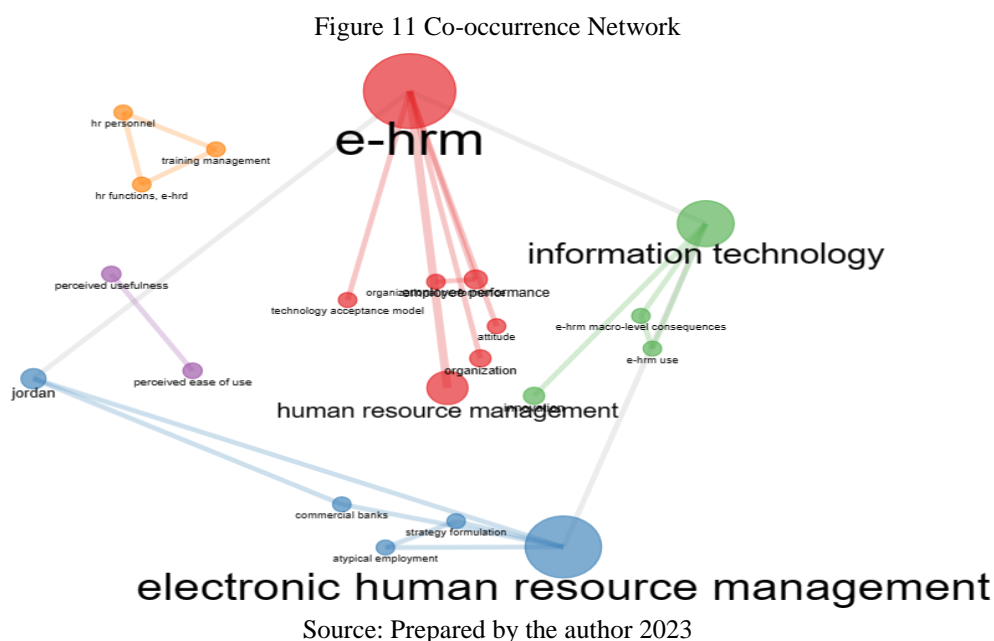 Figure 11 Co-occurrence Network
e-hrm
hr personnel
training management
hr functions, e-hrd
information technology
perceived usefulness
employee performance
technology acceptance model
e-hrm macro-level consequences
attitude
e-hrm use
organization
perceived ease of use
jordan
human resource management
innovation
commercial banks
strategy formulation
atypical employment
electronic human resource management
Source: Prepared by the author 2023